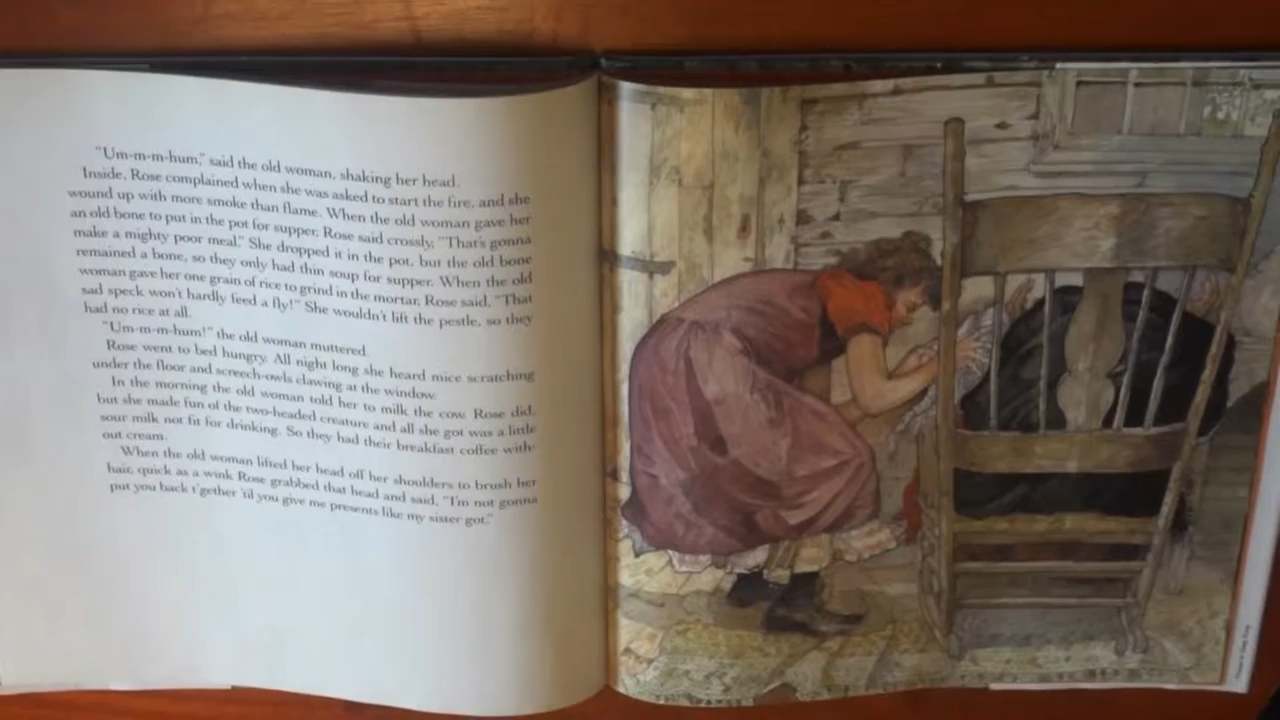 “Um-m-m-hum,” said the old woman, shaking her head.
Inside, Rose complained when she was asked to start the fire, and she
wound up with more smoke than flame. When the old woman gave her
an old bone to put in the pot for supper, Rose said crossly, “That's gonna
make a mighty poor meal.” She dropped it in the pot, but the old bone
remained a bone, so they only had thin soup for supper. When the old
woman gave her one grain of rice to grind in the mortar, Rose said, “That
sad speck won't hardly feed a fly!” She wouldn't lift the pestle, so they
had no rice at all.
“Um-m-m-hum!” the old woman muttered.
Rose went to bed hungry. All night long she heard mice scratching
under the floor and screech-owls clawing at the window.
In the morning the old woman told her to milk the cow. Rose did,
but she made fun of the two-headed creature and all she got was a little
sour milk not fit for drinking. So they had their breakfast coffee with-
out cream.
When the old woman lifted her head off her shoulders to brush her
hair, quick as a wink Rose grabbed that head and said, “I'm not gonna
put you back t'gether 'til you give me presents like my sister got.”